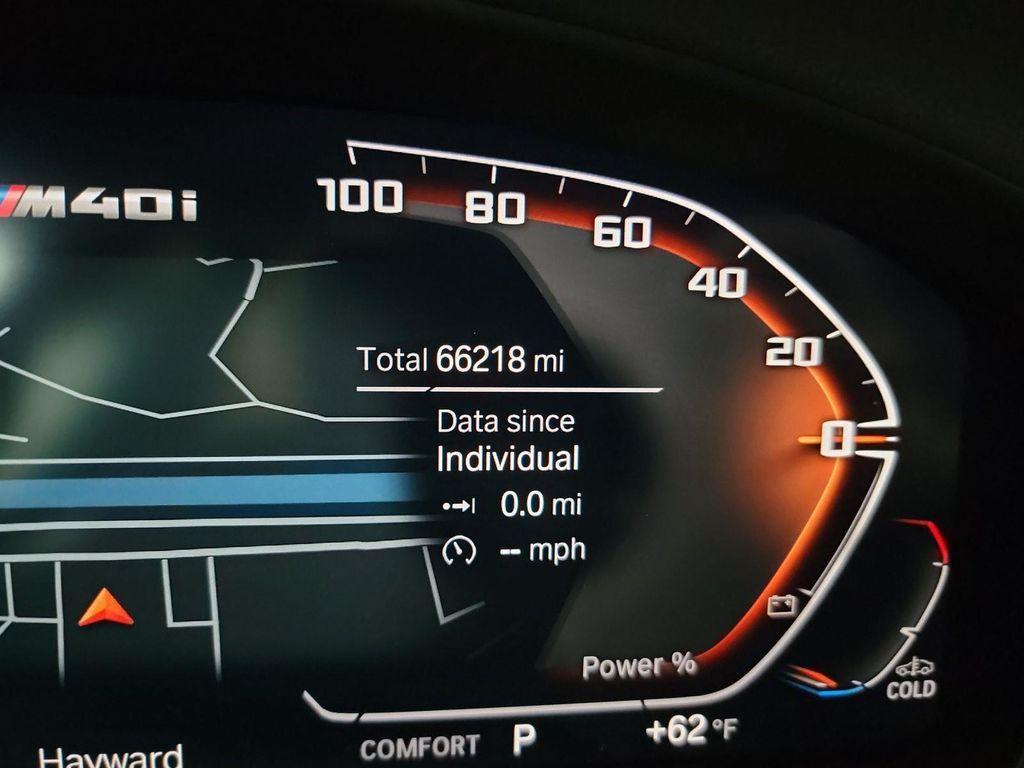 M40i
100
80
60
40
20
0
Total 66218 mi
Data since
Individual
0.0 mi
-- mph
Power %
COLD
COMFORT P +62 °F
Hayward